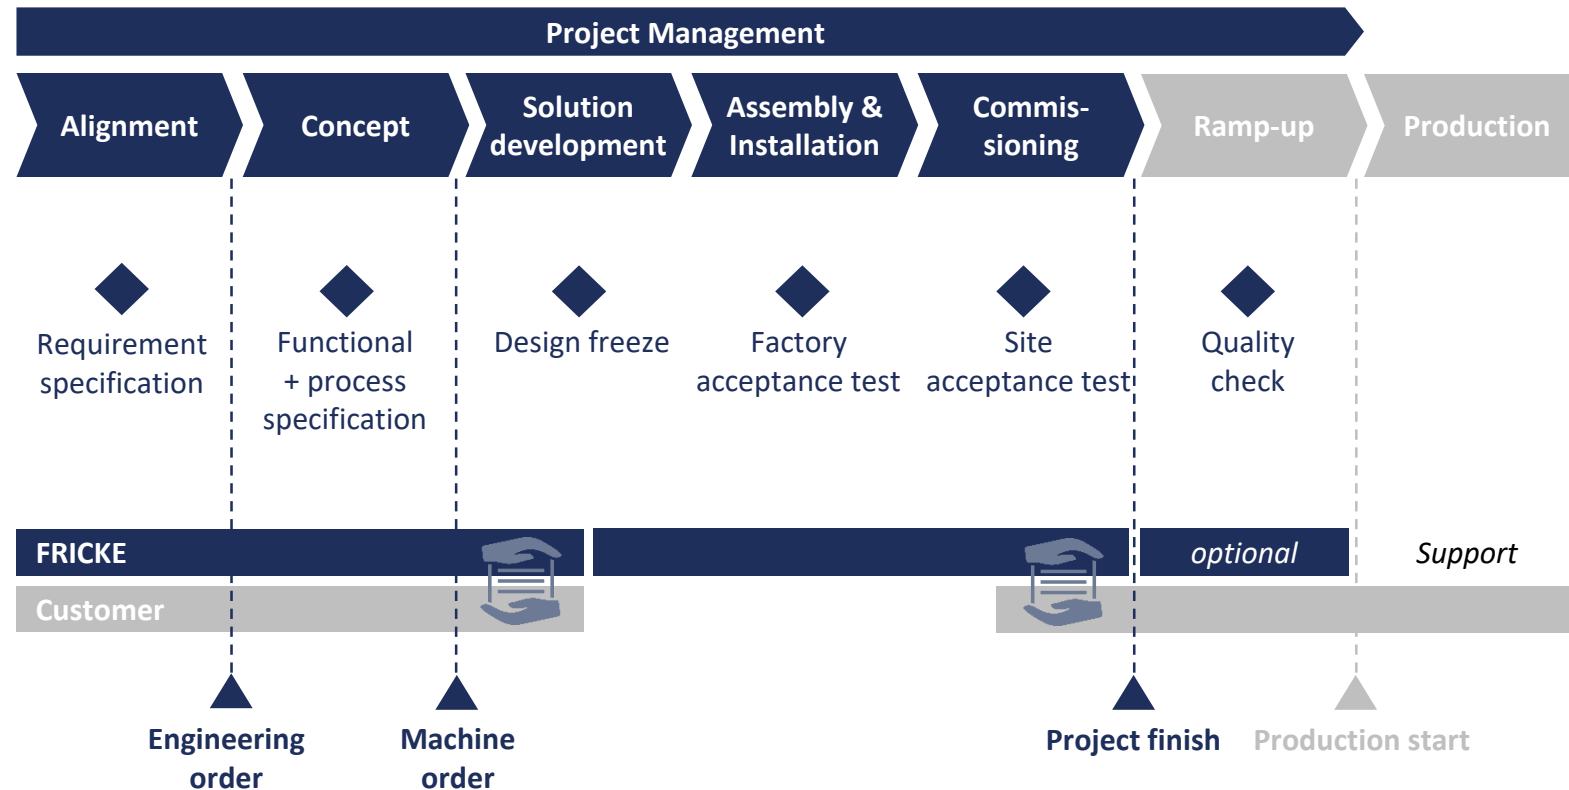 Project Management
Alignment
Concept
Solution
development
Assembly &
Installation
Commis-
sioning
Ramp-up
Production
Requirement
specification
Functional
+ process
specification
Design freeze
Factory
acceptance test
Site
acceptance test
Quality
check
FRICKE
optional
Support
Customer
Engineering
order
Machine
order
Project finish
Production start